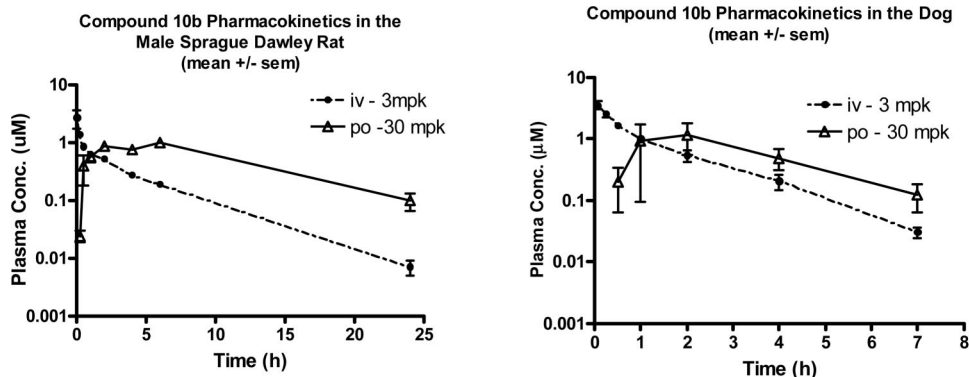 Compound 10b Pharmacokinetics in the
Male Sprague Dawley Rat
(mean +/- sem)
10
1
0.1
0.01
0.001
Plasma Conc. (uM)
iv - 3mpk
po -30 mpk
0
5
10
15
20
25
Time (h)
Compound 10b Pharmacokinetics in the Dog
(mean +/- sem)
10
1
0.1
0.01
0.001
Plasma Conc. (μM)
iv - 3 mpk
po - 30 mpk
0
1
2
3
4
5
6
7
8
Time (h)